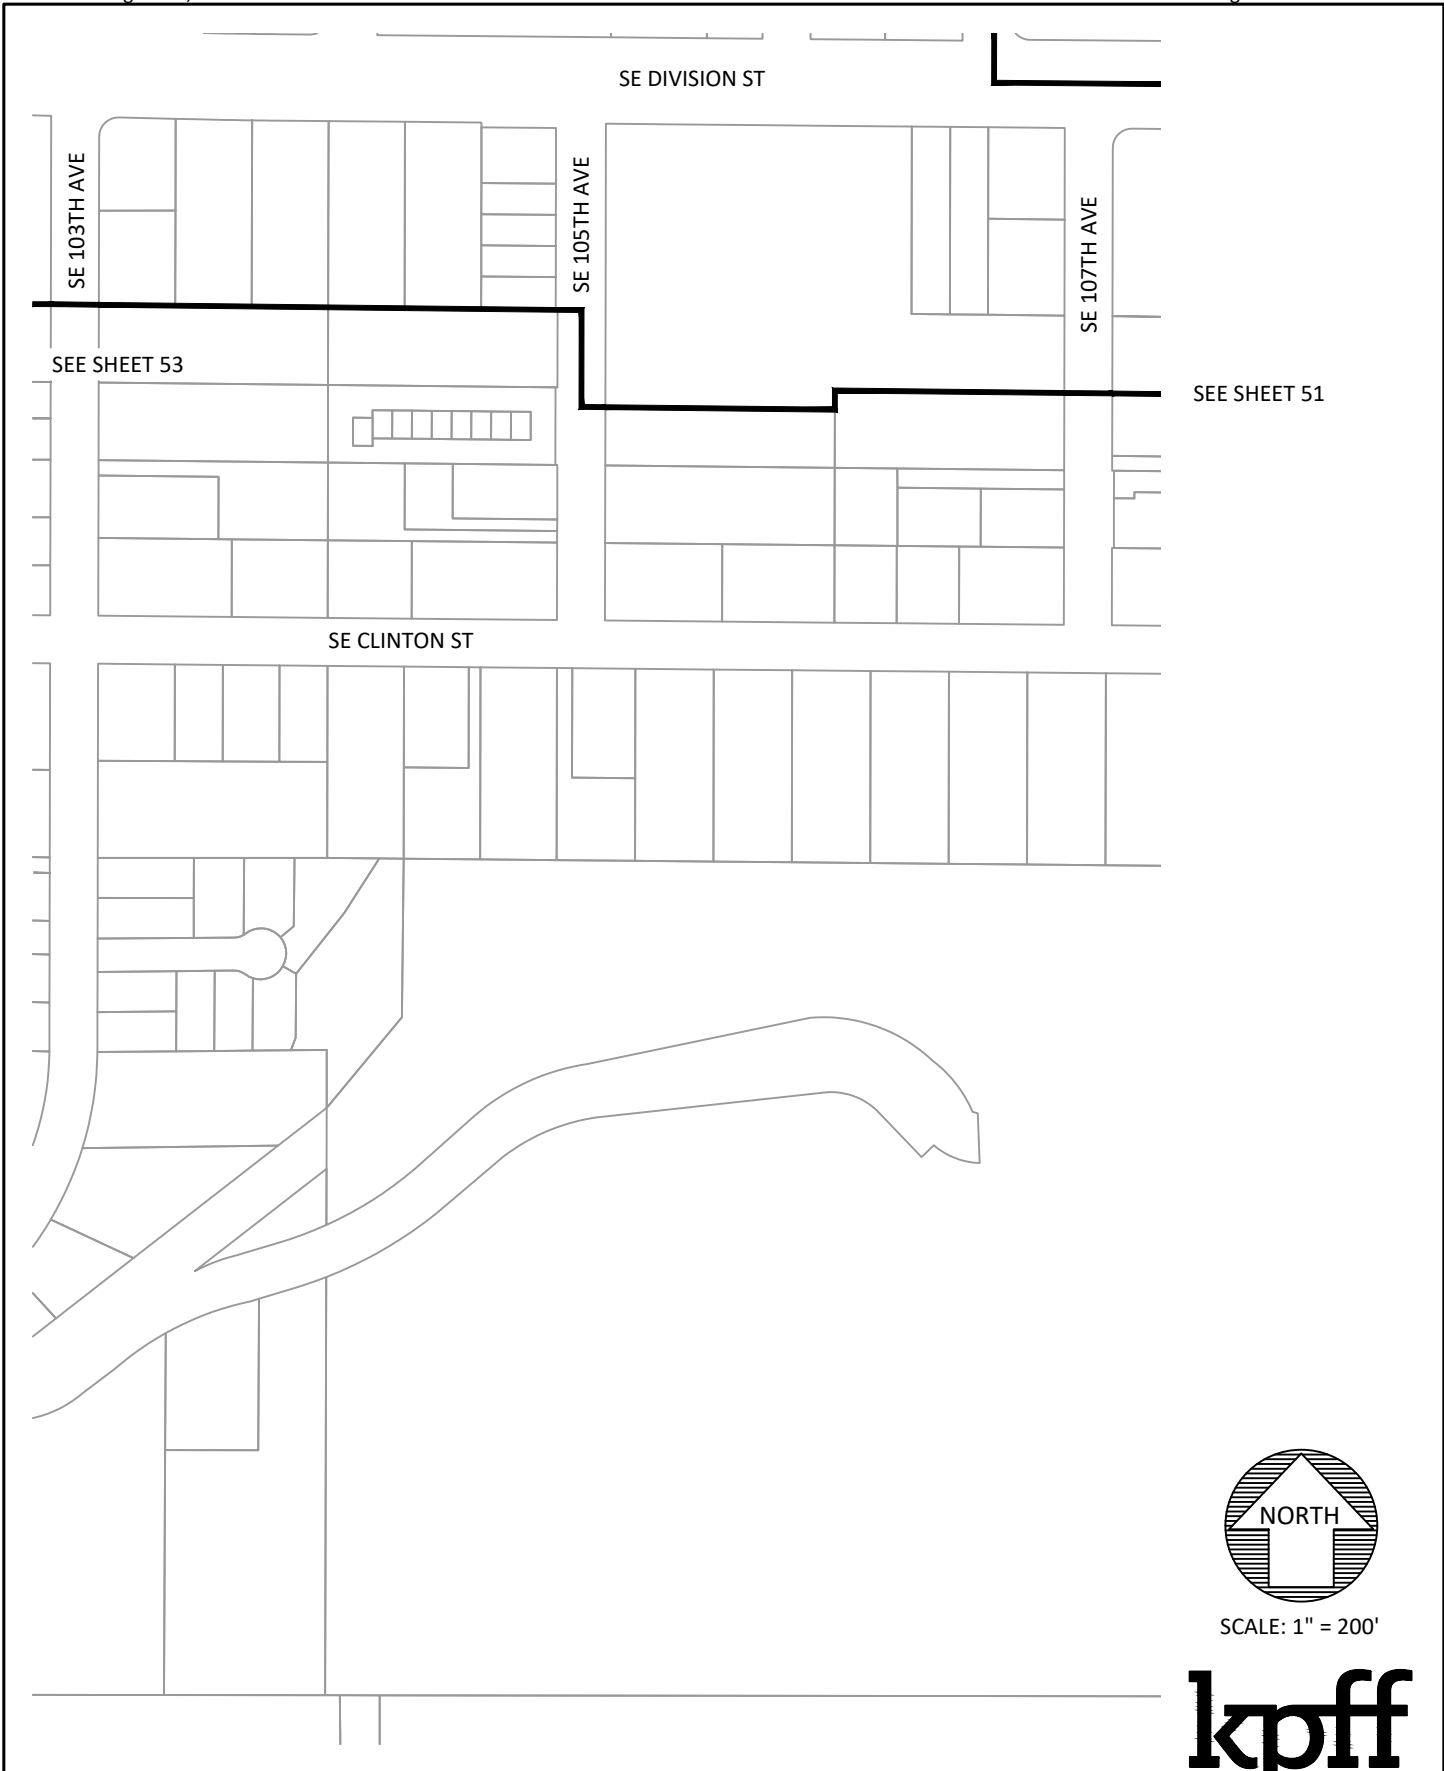 SE DIVISION ST
SE 103TH AVE
SE 105TH AVE
SE 107TH AVE
SEE SHEET 53
SEE SHEET 51
SE CLINTON ST
NORTH
SCALE: 1" = 200'
kpff